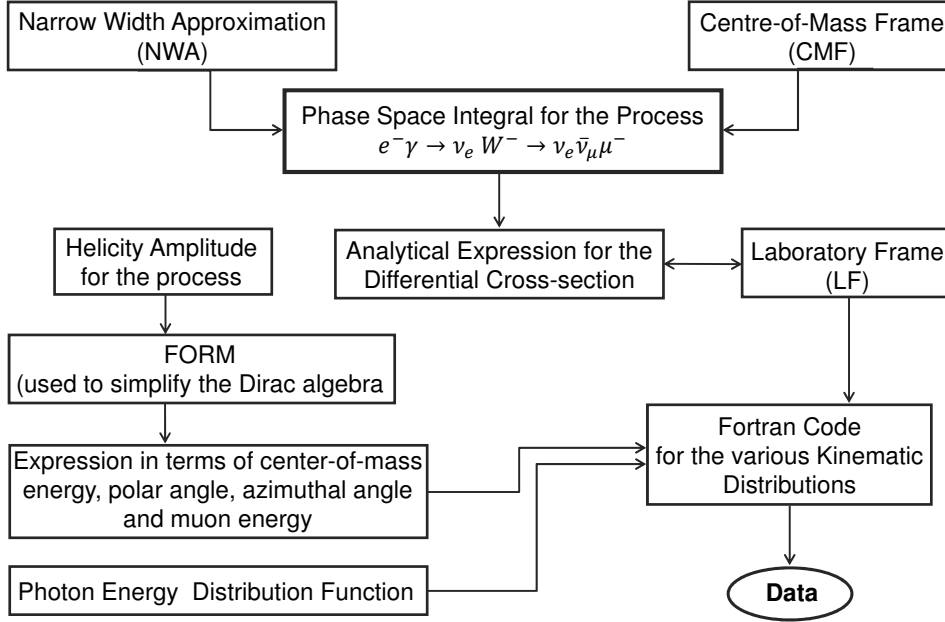 Narrow Width Approximation
(NWA)
Centre-of-Mass Frame
(CMF)
Phase Space Integral for the Process
e⁻γ → νₑ W⁻ → νₑν̄_μμ⁻
Helicity Amplitude
for the process
Analytical Expression for the
Differential Cross-section
Laboratory Frame
(LF)
FORM
(used to simplify the Dirac algebra
Expression in terms of center-of-mass
energy, polar angle, azimuthal angle
and muon energy
Fortran Code
for the various Kinematic
Distributions
Photon Energy Distribution Function
Data